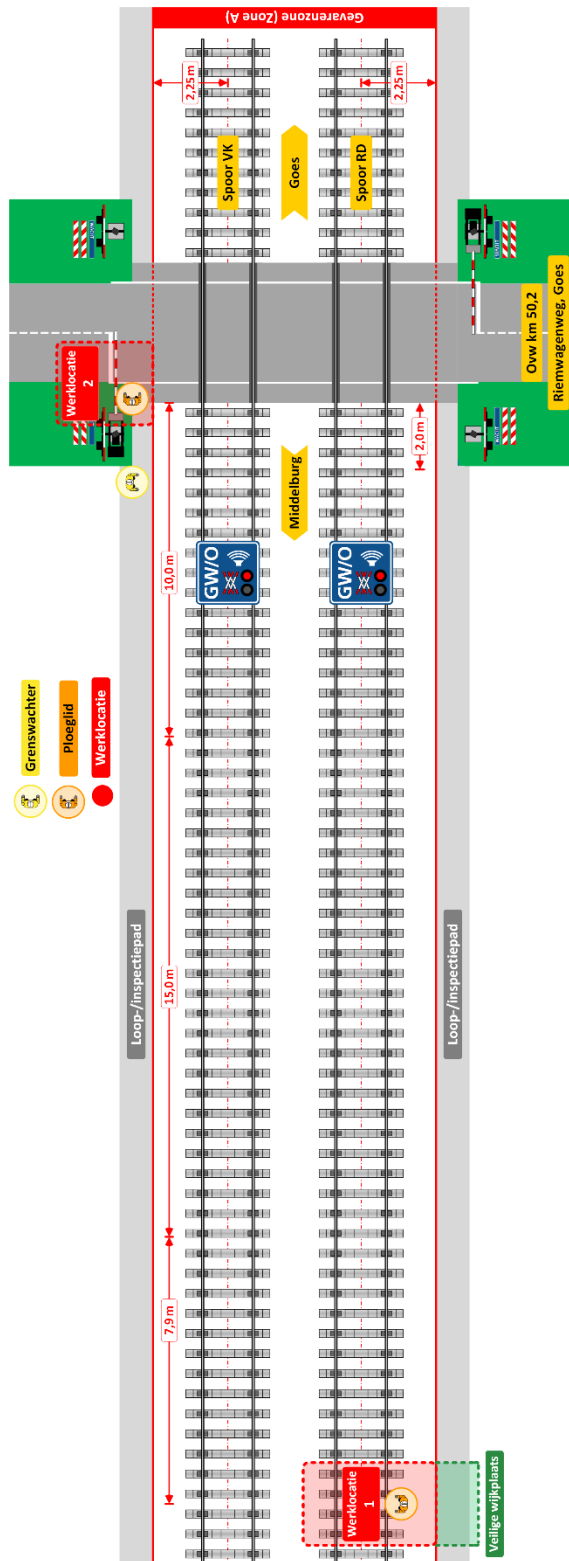 Gevarenzone (Zone A)
2,25 m
2,25 m
Spoor VK
Goes
Spoor RD
Ovw km 50,2
Riemwagenweg, Goes
Werklocatie
2
2,0 m
Middelburg
10,0 m
GW/O
GW/O
Grenswachter
Ploeglid
Werklocatie
Loop-/inspectiepad
15,0 m
Loop-/inspectiepad
7,9 m
Werklocatie
1
Veilige wijkplaats